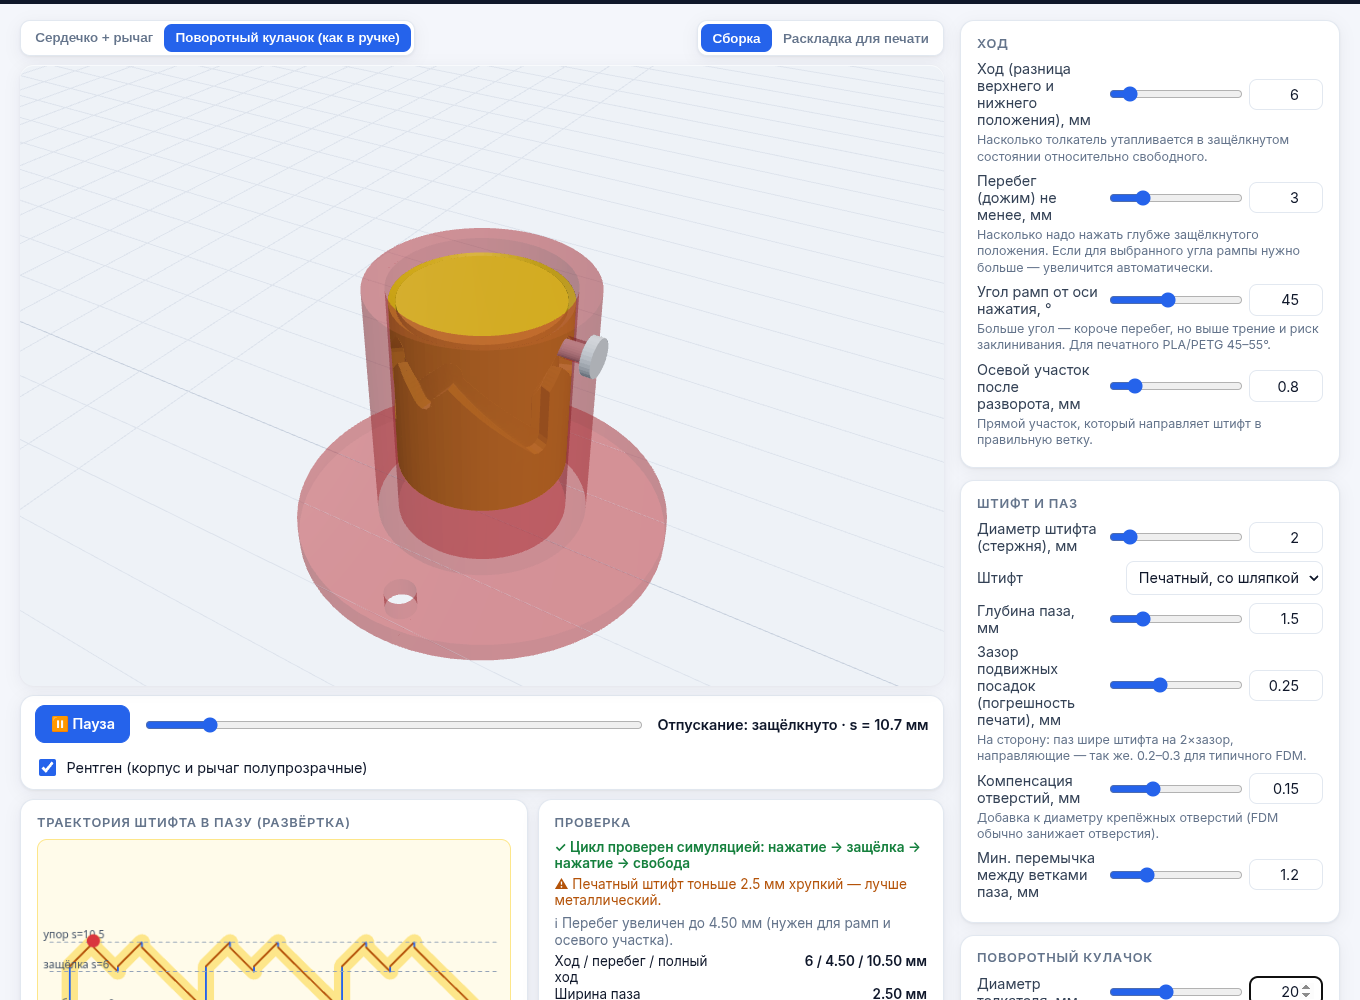 Сердечко + рычаг
Поворотный кулачок (как в ручке)
Сборка
Раскладка для печати
⏸ Пауза
Отпускание: защёлкнуто · s = 10.7 мм
Рентген (корпус и рычаг полупрозрачные)
ТРАЕКТОРИЯ ШТИФТА В ПАЗУ (РАЗВЁРТКА)
упор s=10.5
защёлка s=6
ПРОВЕРКА
✓ Цикл проверен симуляцией: нажатие → защёлка →
нажатие → свобода
⚠ Печатный штифт тоньше 2.5 мм хрупкий — лучше
металлический.
i Перебег увеличен до 4.50 мм (нужен для рамп и
осевого участка).
Ход / перебег / полный
ход
6 / 4.50 / 10.50 мм
Ширина паза
2.50 мм
ХОД
Ход (разница
верхнего и
нижнего
положения), мм
6
Насколько толкатель утапливается в защёлкнутом
состоянии относительно свободного.
Перебег
(дожим) не
менее, мм
3
Насколько надо нажать глубже защёлкнутого
положения. Если для выбранного угла рампы нужно
больше — увеличится автоматически.
Угол рамп от оси
нажатия, °
45
Больше угол — короче перебег, но выше трение и риск
заклинивания. Для печатного PLA/PETG 45–55°.
Осевой участок
после
разворота, мм
0.8
Прямой участок, который направляет штифт в
правильную ветку.
ШТИФТ И ПАЗ
Диаметр штифта
(стержня), мм
2
Штифт
Печатный, со шляпкой
Глубина паза,
мм
1.5
Зазор
подвижных
посадок
(погрешность
печати), мм
0.25
На сторону: паз шире штифта на 2×зазор,
направляющие — так же. 0.2–0.3 для типичного FDM.
Компенсация
отверстий, мм
0.15
Добавка к диаметру крепёжных отверстий (FDM
обычно занижает отверстия).
Мин. перемычка
между ветками
паза, мм
1.2
ПОВОРОТНЫЙ КУЛАЧОК
Диаметр
20